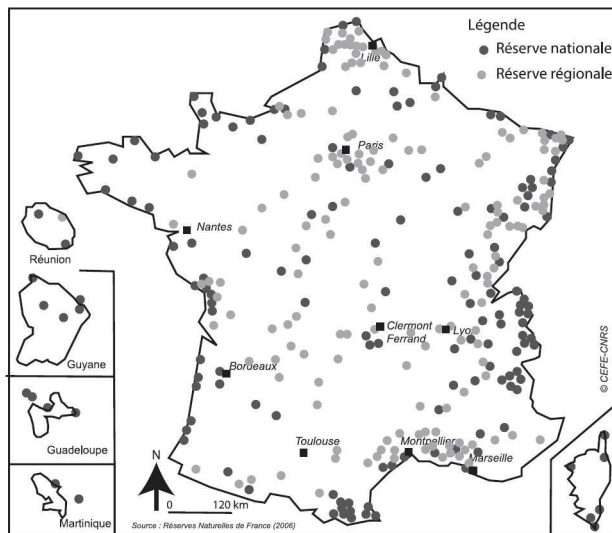 Légende
Réserve nationale
Réserve régionale
Lille
Paris
Nantes
Réunion
Guyane
Clermont
Ferrand
Lyo
© CEFE-CNRS
Bordeaux
Guadeloupe
Toulouse
Montpellier
Marseille
N
0 120 km
Martinique
Source : Réserves Naturelles de France (2006)